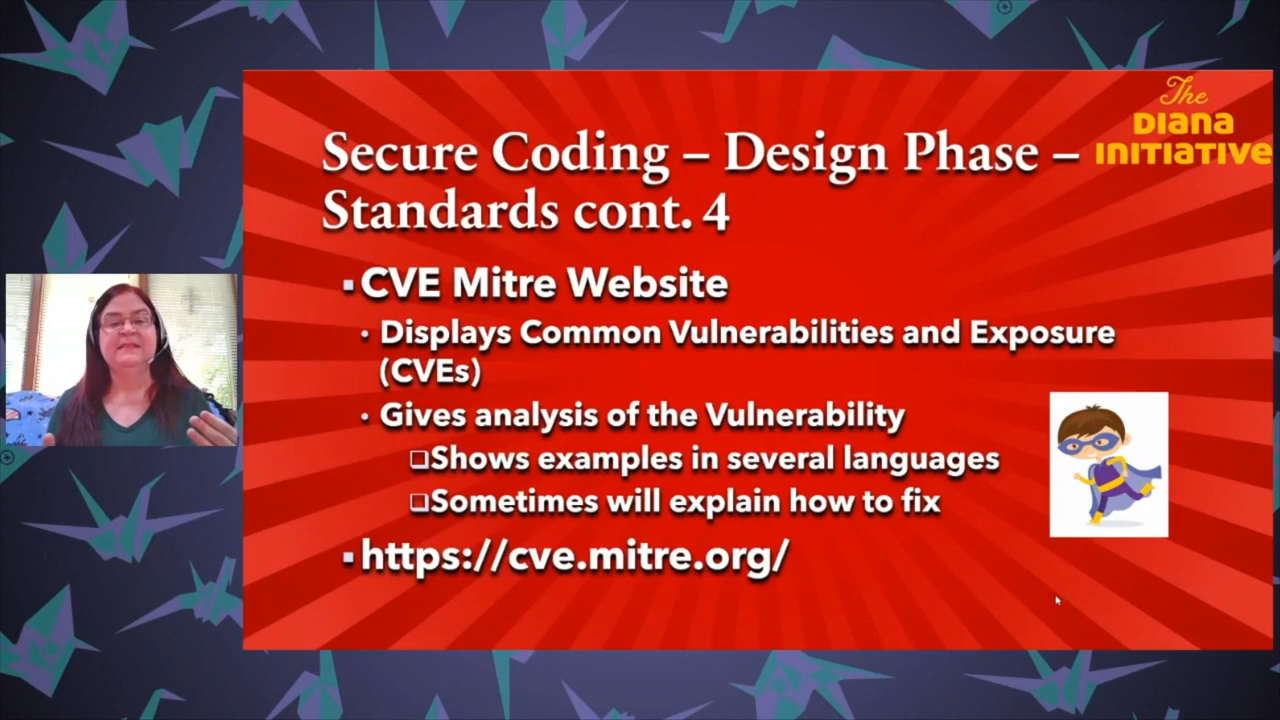 The
DIANA
INITIATIVE
Secure Coding – Design Phase –
Standards cont. 4
▪CVE Mitre Website
• Displays Common Vulnerabilities and Exposure
(CVEs)
• Gives analysis of the Vulnerability
❑Shows examples in several languages
❑Sometimes will explain how to fix
▪https://cve.mitre.org/